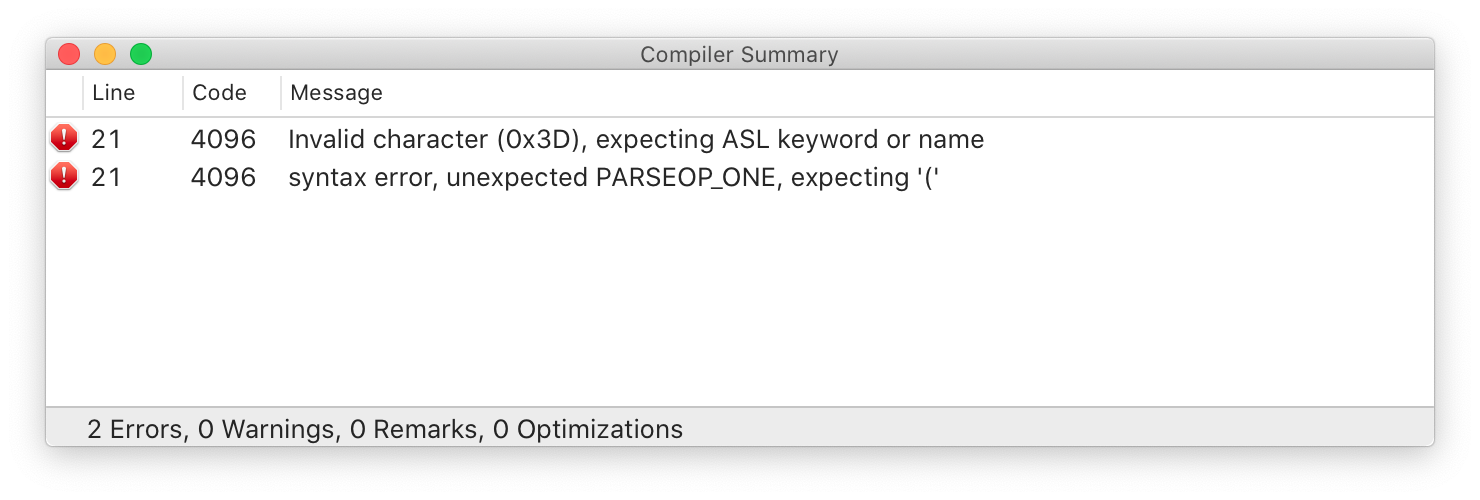 Compiler Summary
Line Code Message
21 4096 Invalid character (0x3D), expecting ASL keyword or name
21 4096 syntax error, unexpected PARSEOP_ONE, expecting '('
2 Errors, 0 Warnings, 0 Remarks, 0 Optimizations